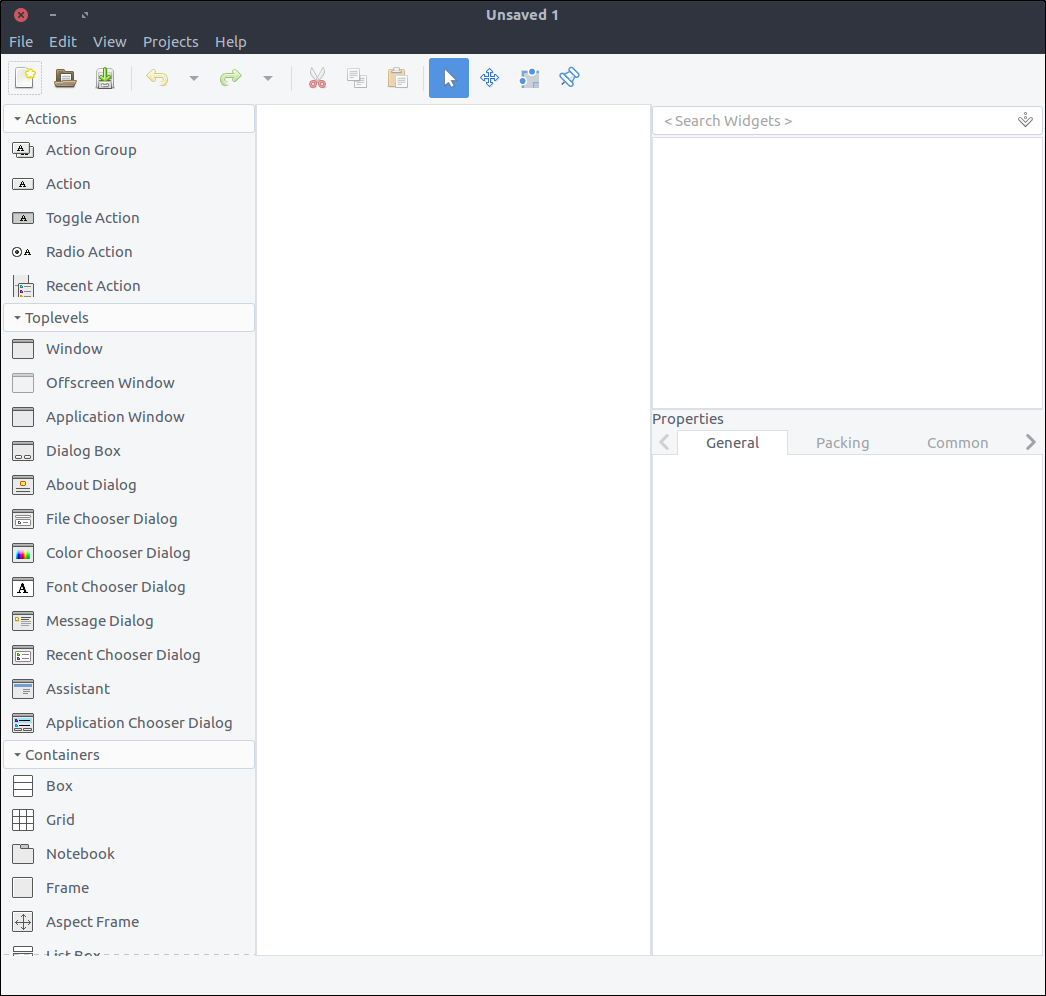 Unsaved 1
File Edit View Projects Help
Actions
Action Group
Action
Toggle Action
Radio Action
Recent Action
Toplevels
Window
Offscreen Window
Application Window
Dialog Box
About Dialog
File Chooser Dialog
Color Chooser Dialog
Font Chooser Dialog
Message Dialog
Recent Chooser Dialog
Assistant
Application Chooser Dialog
Containers
Box
Grid
Notebook
Frame
Aspect Frame
List Box
< Search Widgets >
Properties
General Packing Common